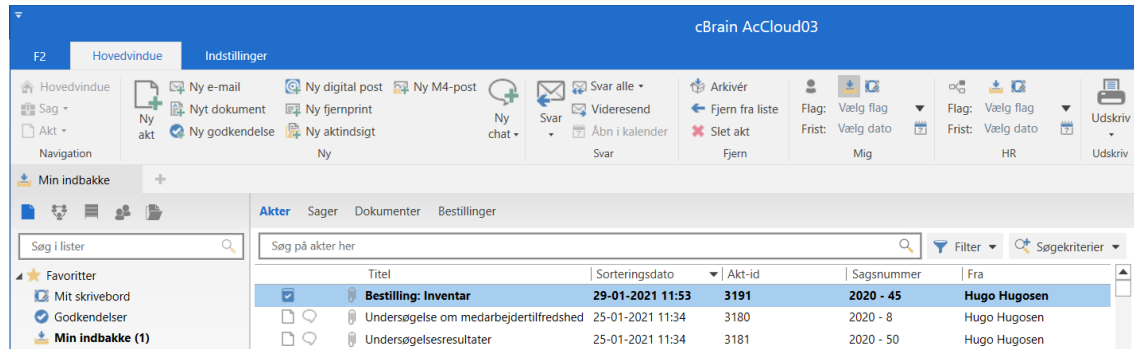 cBrain AcCloud03
F2 Hovedvindue Indstillinger
Hovedvindue Ny akt Ny e-mail Ny digital post Ny M4-post Ny chat Svar Svar alle Arkivér Flag: Vælg flag Flag: Vælg flag Udskriv
Sag Nyt dokument Ny fjernprint Videresend Fjern fra liste Frist: Vælg dato Frist: Vælg dato
Akt Ny godkendelse Ny aktindsigt Åbn i kalender Slet akt
Navigation Ny Svar Fjern Mig HR Udskriv
Min indbakke +
Akter Sager Dokumenter Bestillinger
Søg i lister Søg på akter her Filter Søgekriterier
Favoritter Titel Sorteringsdato Akt-id Sagsnummer Fra
Mit skrivebord Bestilling: Inventar 29-01-2021 11:53 3191 2020 - 45 Hugo Hugosen
Godkendelser Undersøgelse om medarbejdertilfredshed 25-01-2021 11:34 3180 2020 - 8 Hugo Hugosen
Min indbakke (1) Undersøgelsesresultater 25-01-2021 11:34 3181 2020 - 50 Hugo Hugosen